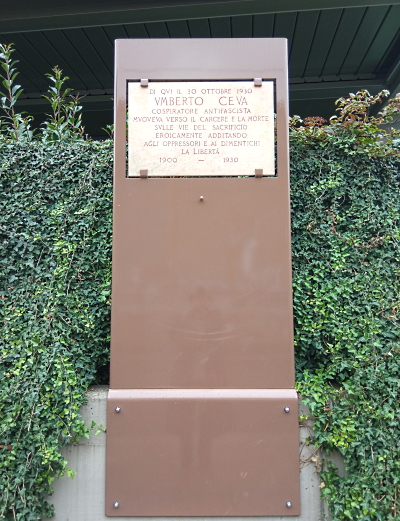 DI QVI IL 30 OTTOBRE 1930
VMBERTO CEVA
COSPIRATORE ANTIFASCISTA
MVOVEVA VERSO IL CARCERE E LA MORTE
SVLLE VIE DEL SACRIFICIO
EROICAMENTE ADDITANDO
AGLI OPPRESSORI E AI DIMENTICHI
LA LIBERTÀ
1900 — 1930